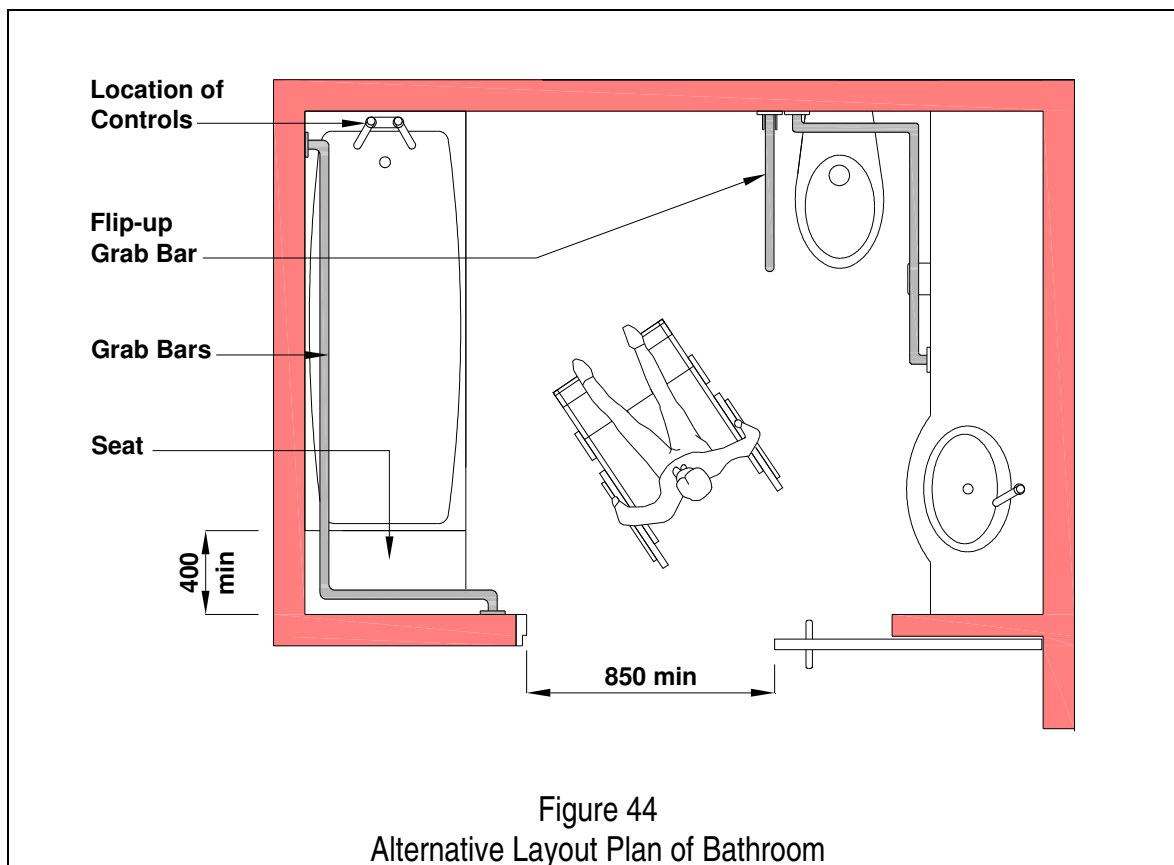 Location of
Controls
Flip-up
Grab Bar
Grab Bars
Seat
400
min
850 min
Figure 44
Alternative Layout Plan of Bathroom